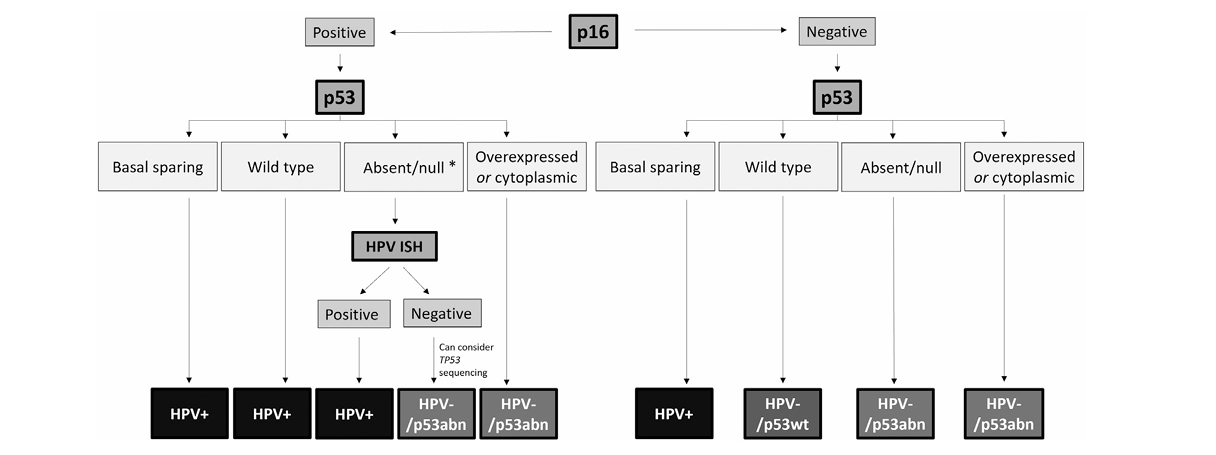 Positive
p16
Negative
p53
p53
Basal sparing
Wild type
Absent/null *
Overexpressed
or cytoplasmic
Basal sparing
Wild type
Absent/null
Overexpressed
or cytoplasmic
HPV ISH
Positive
Negative
Can consider
TP53
sequencing
HPV+
HPV+
HPV+
HPV-
/p53abn
HPV-
/p53abn
HPV+
HPV-
/p53wt
HPV-
/p53abn
HPV-
/p53abn